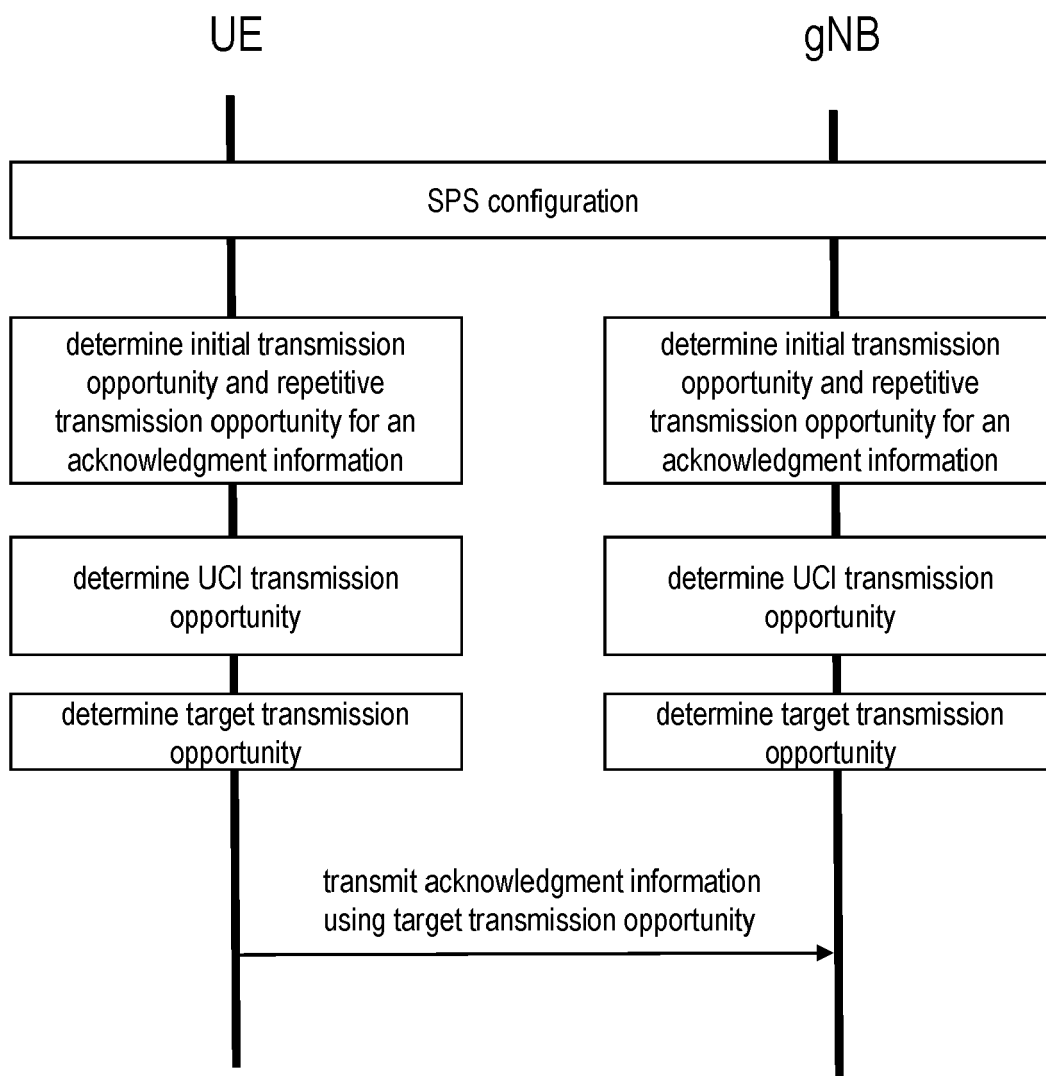 UE
gNB
SPS configuration
determine initial transmission
opportunity and repetitive
transmission opportunity for an
acknowledgment information
determine initial transmission
opportunity and repetitive
transmission opportunity for an
acknowledgment information
determine UCI transmission
opportunity
determine UCI transmission
opportunity
determine target transmission
opportunity
determine target transmission
opportunity
transmit acknowledgment information
using target transmission opportunity